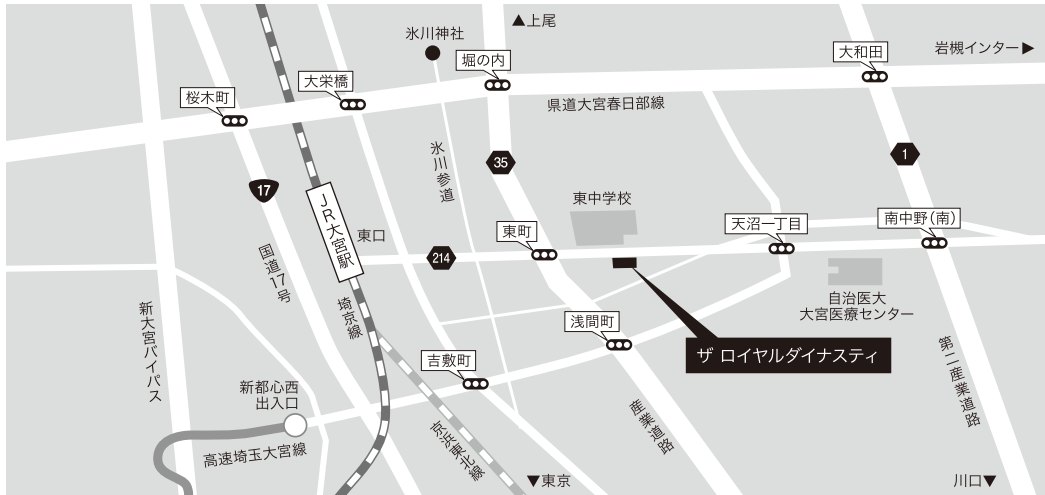 ▲上尾
氷川神社
堀の内
大和田
岩槻インター▶
大栄橋
桜木町
県道大宮春日部線
氷川参道
35
1
17
東中学校
JR大宮駅
東口
214
東町
天沼一丁目
南中野(南)
国道17号
埼京線
自治医大
大宮医療センター
新大宮バイパス
浅間町
ザ ロイヤルダイナスティ
吉敷町
第二産業道路
新都心西
出入口
産業道路
高速埼玉大宮線
京浜東北線
▼東京
川口▼